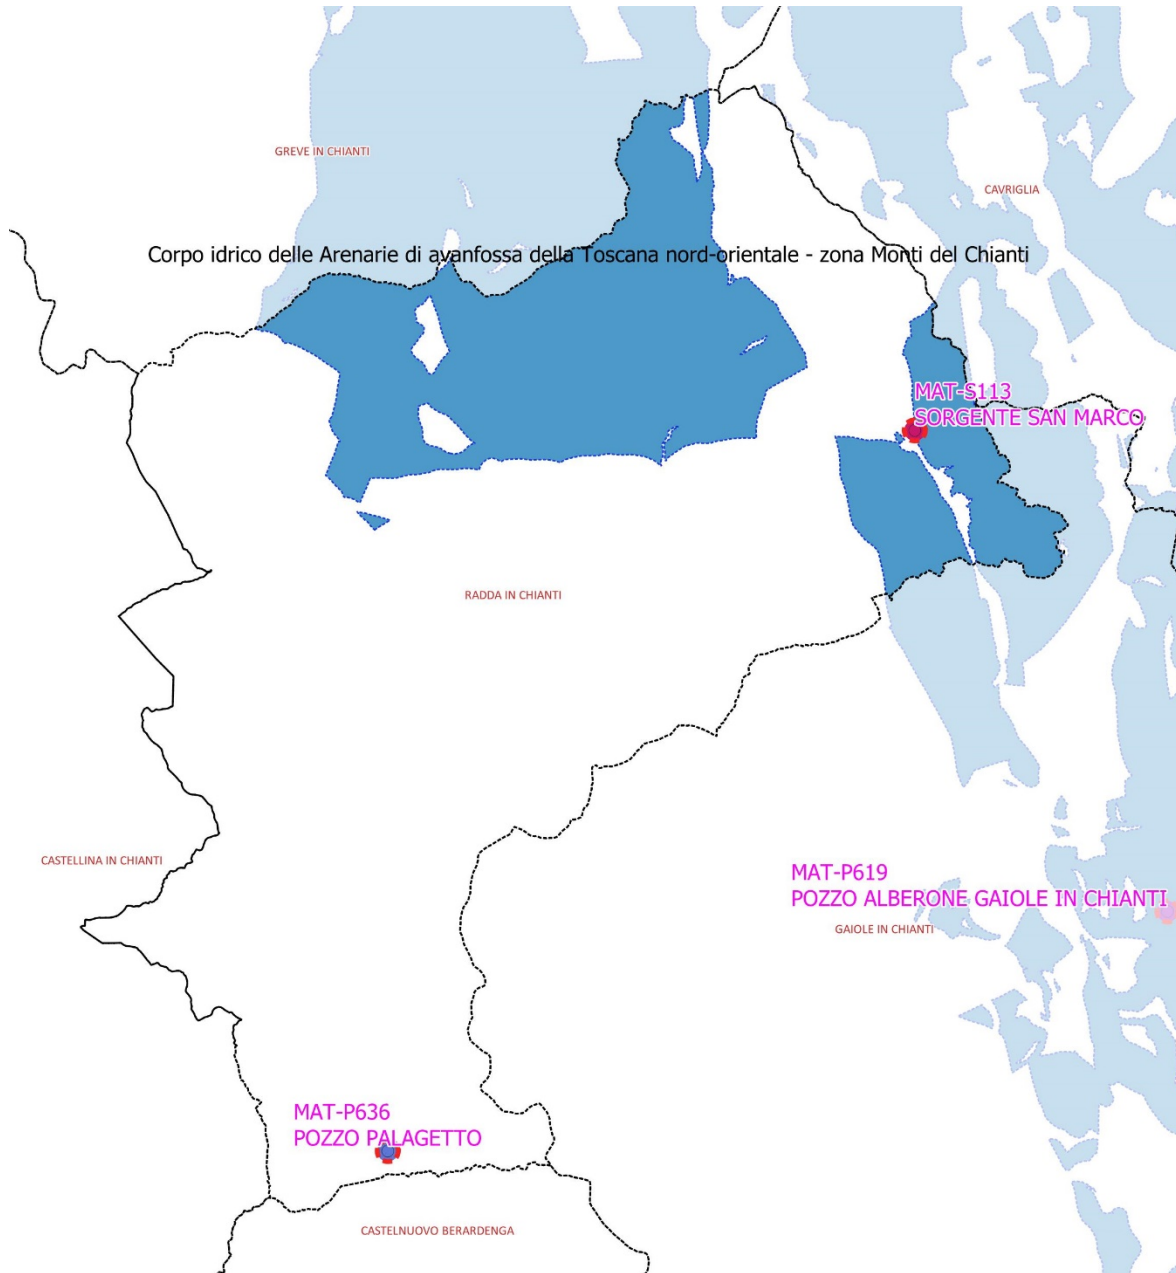 GREVE IN CHIANTI
CAVRIGLIA
Corpo idrico delle Arenarie di avanfossa della Toscana nord-orientale - zona Monti del Chianti
MAT-S113
SORGENTE SAN MARCO
RADDA IN CHIANTI
CASTELLINA IN CHIANTI
MAT-P619
POZZO ALBERONE GAIOLE IN CHIANTI
GAIOLE IN CHIANTI
MAT-P636
POZZO PALAGETTO
CASTELNUOVO BERARDENGA